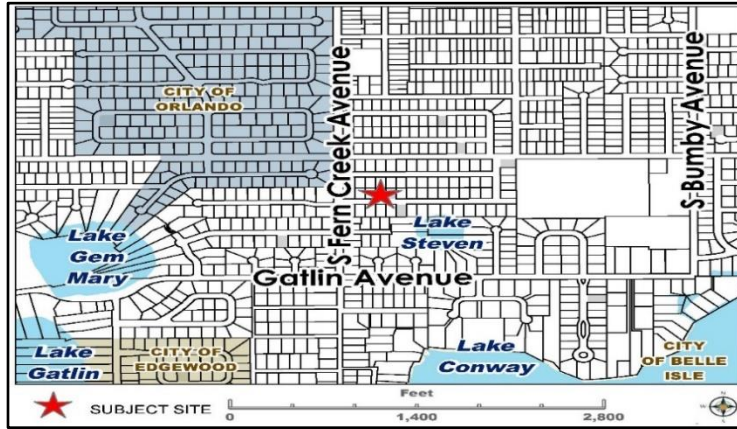 CITY OF
ORLANDO
S-Fern Creek-Avenue
S-Bumby-Avenue
Lake
Gem
Mary
Lake
Steven
Gatlin Avenue
Lake
Gatlin
CITY OF
EDGEWOOD
Lake
Conway
CITY
OF BELLE
ISLE
SUBJECT SITE
Feet
0
1,400
2,800